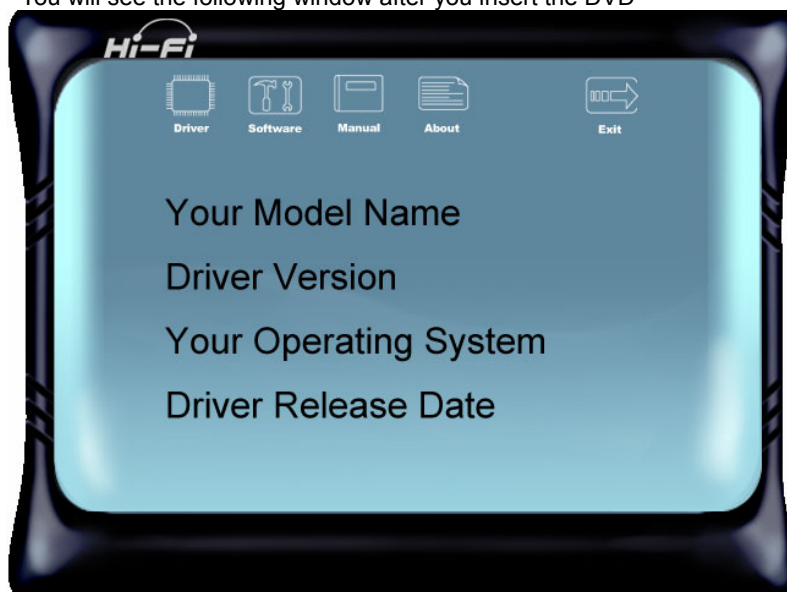 You will see the following window after you insert the DVD
Hi-Fi
Driver Software Manual About Exit
Your Model Name
Driver Version
Your Operating System
Driver Release Date